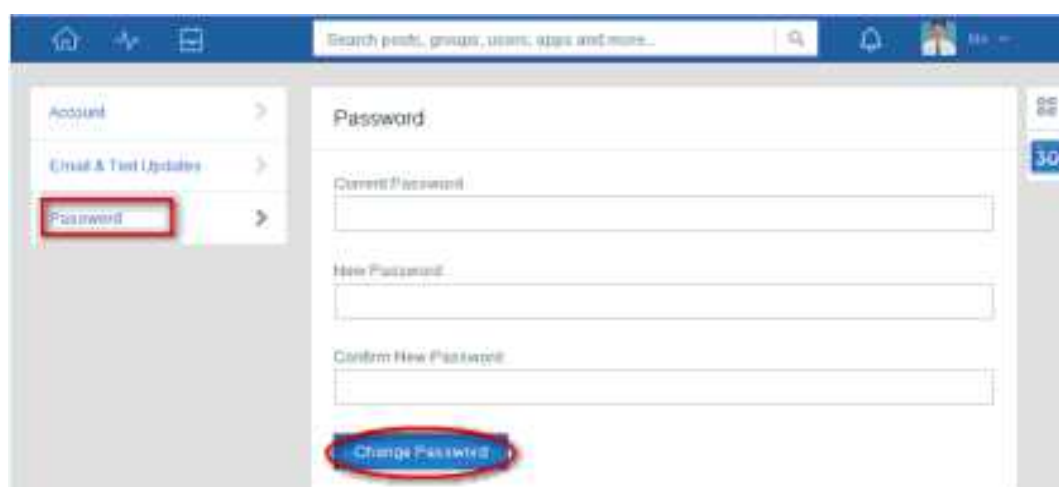 Search posts, groups, users, apps and more...
Me
Account
Email & Text Updates
Password
Password
Current Password
New Password
Confirm New Password
Change Password
30